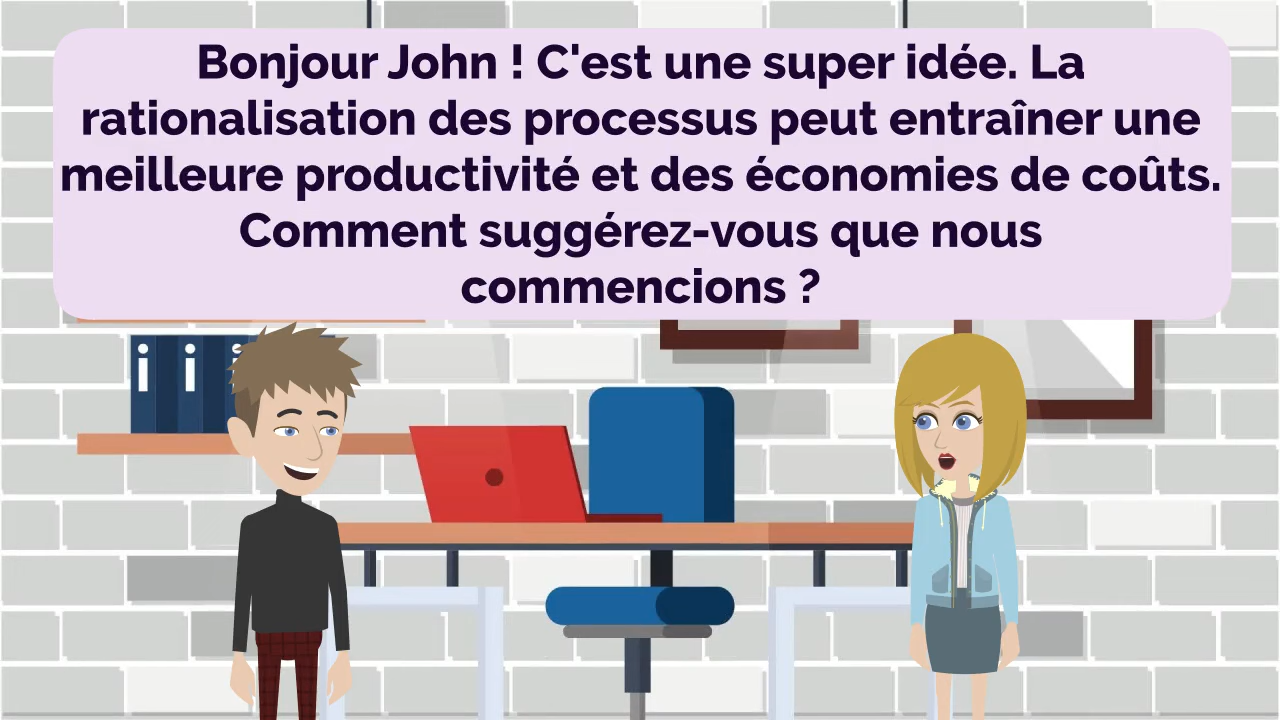 Bonjour John ! C'est une super idée. La
rationalisation des processus peut entraîner une
meilleure productivité et des économies de coûts.
Comment suggérez-vous que nous
commencions ?